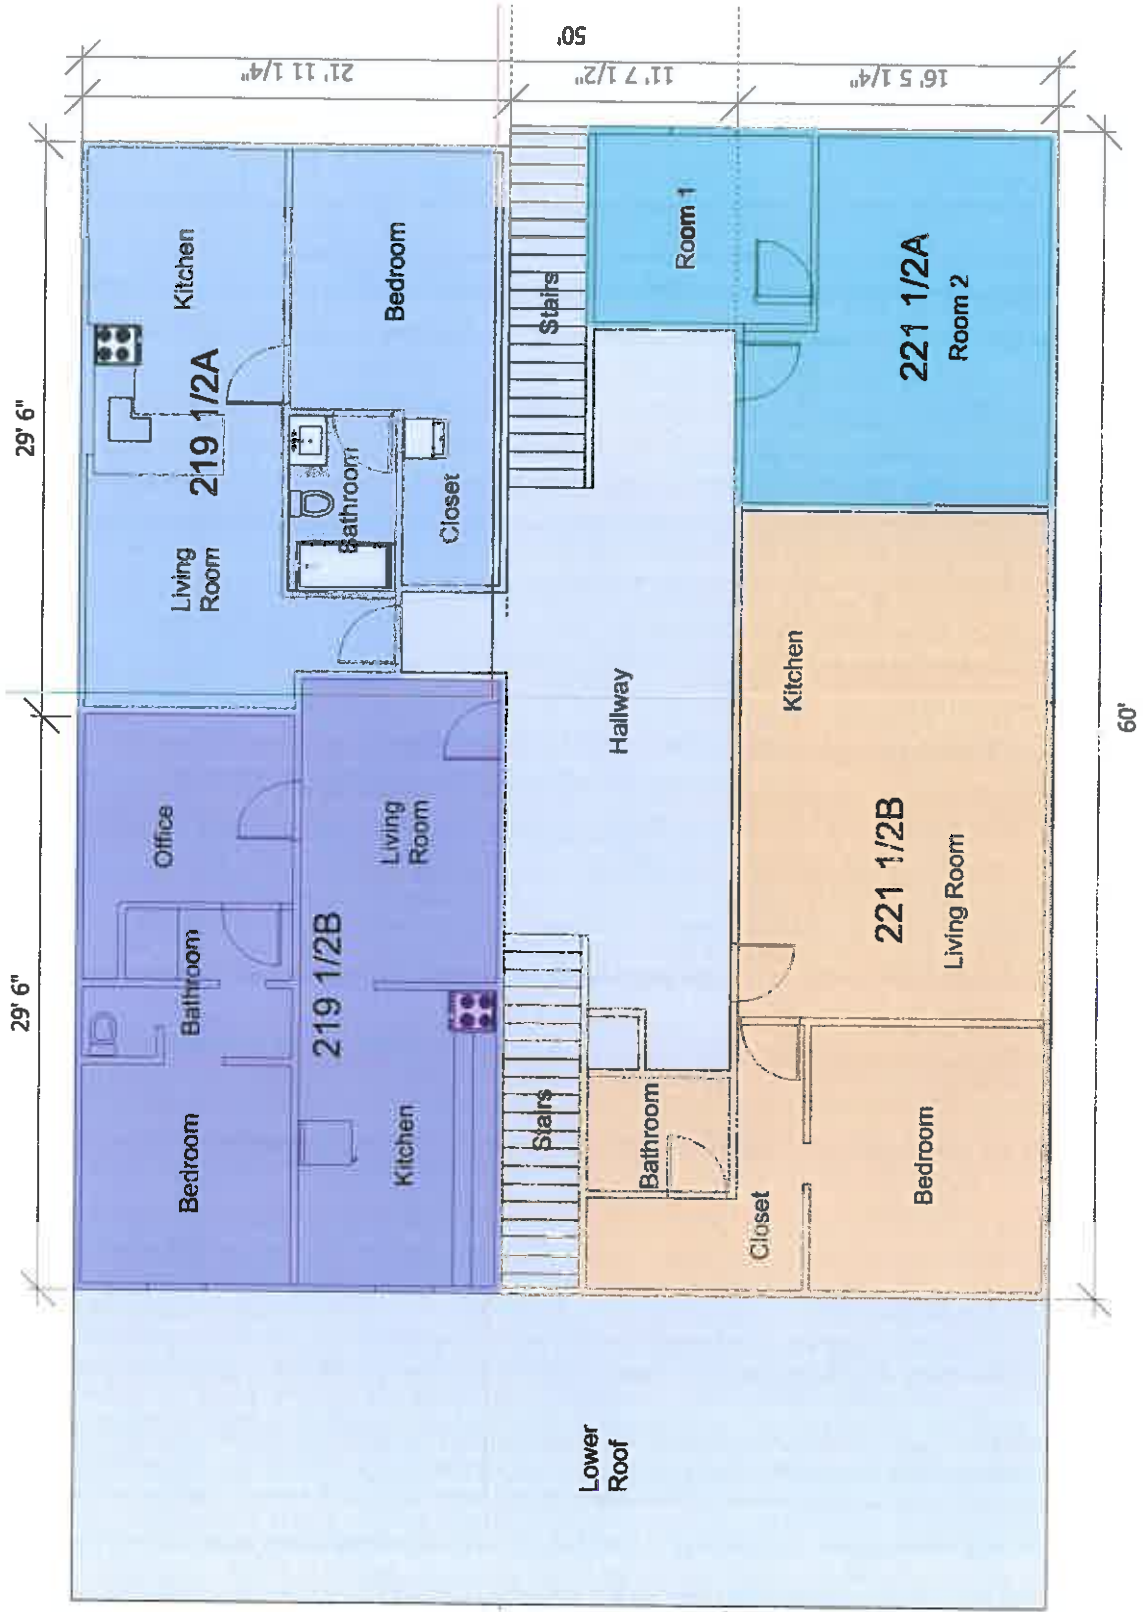 50'
21' 11 1/4"
11' 7 1/2"
16' 5 1/4"
29' 6"
29' 6"
60'
Kitchen
219 1/2A
Living
Room
Bedroom
Bathroom
Closet
Stairs
Room 1
221 1/2A
Room 2
Office
Bathroom
Bedroom
219 1/2B
Living
Room
Kitchen
Hallway
Stairs
Kitchen
221 1/2B
Living Room
Bathroom
Closet
Bedroom
Lower
Roof